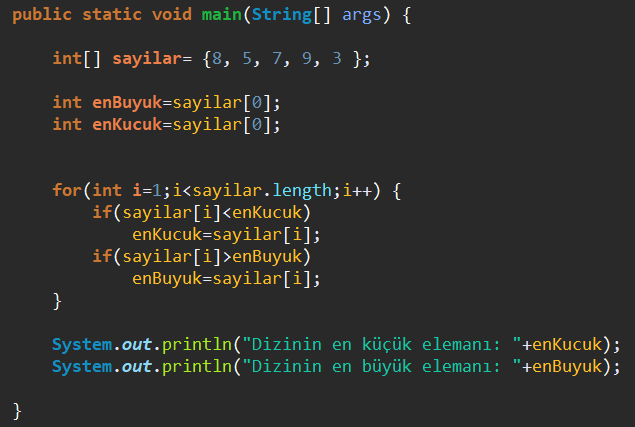 public static void main(String[] args) {
int[] sayilar= {8, 5, 7, 9, 3 };
int enBuyuk=sayilar[0];
int enKucuk=sayilar[0];
for(int i=1;i<sayilar.length;i++) {
if(sayilar[i]<enKucuk)
enKucuk=sayilar[i];
if(sayilar[i]>enBuyuk)
enBuyuk=sayilar[i];
}
System.out.println("Dizinin en küçük elemanı: "+enKucuk);
System.out.println("Dizinin en büyük elemanı: "+enBuyuk);
}